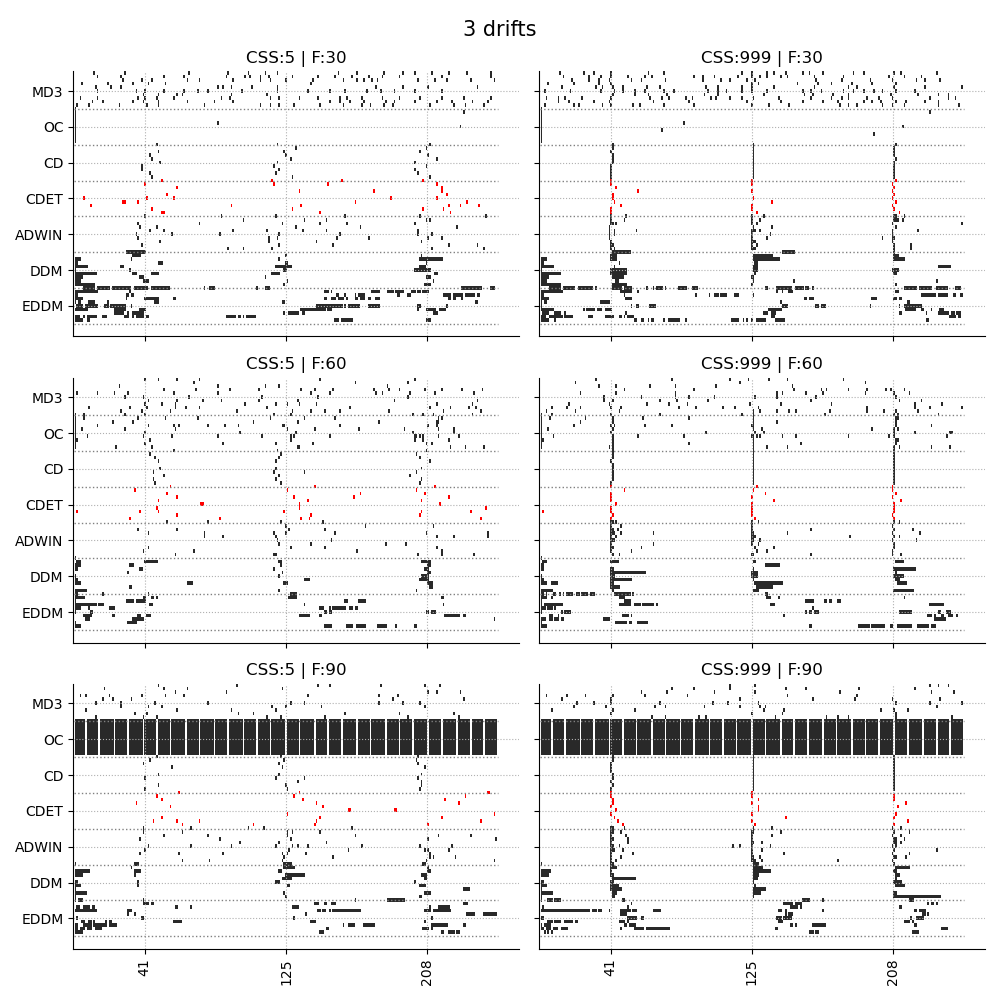 3 drifts
CSS:5 | F:30
CSS:999 | F:30
MD3
OC
CD
CDET
ADWIN
DDM
EDDM
CSS:5 | F:60
CSS:999 | F:60
MD3
OC
CD
CDET
ADWIN
DDM
EDDM
CSS:5 | F:90
CSS:999 | F:90
MD3
OC
CD
CDET
ADWIN
DDM
EDDM
41
125
208
41
125
208